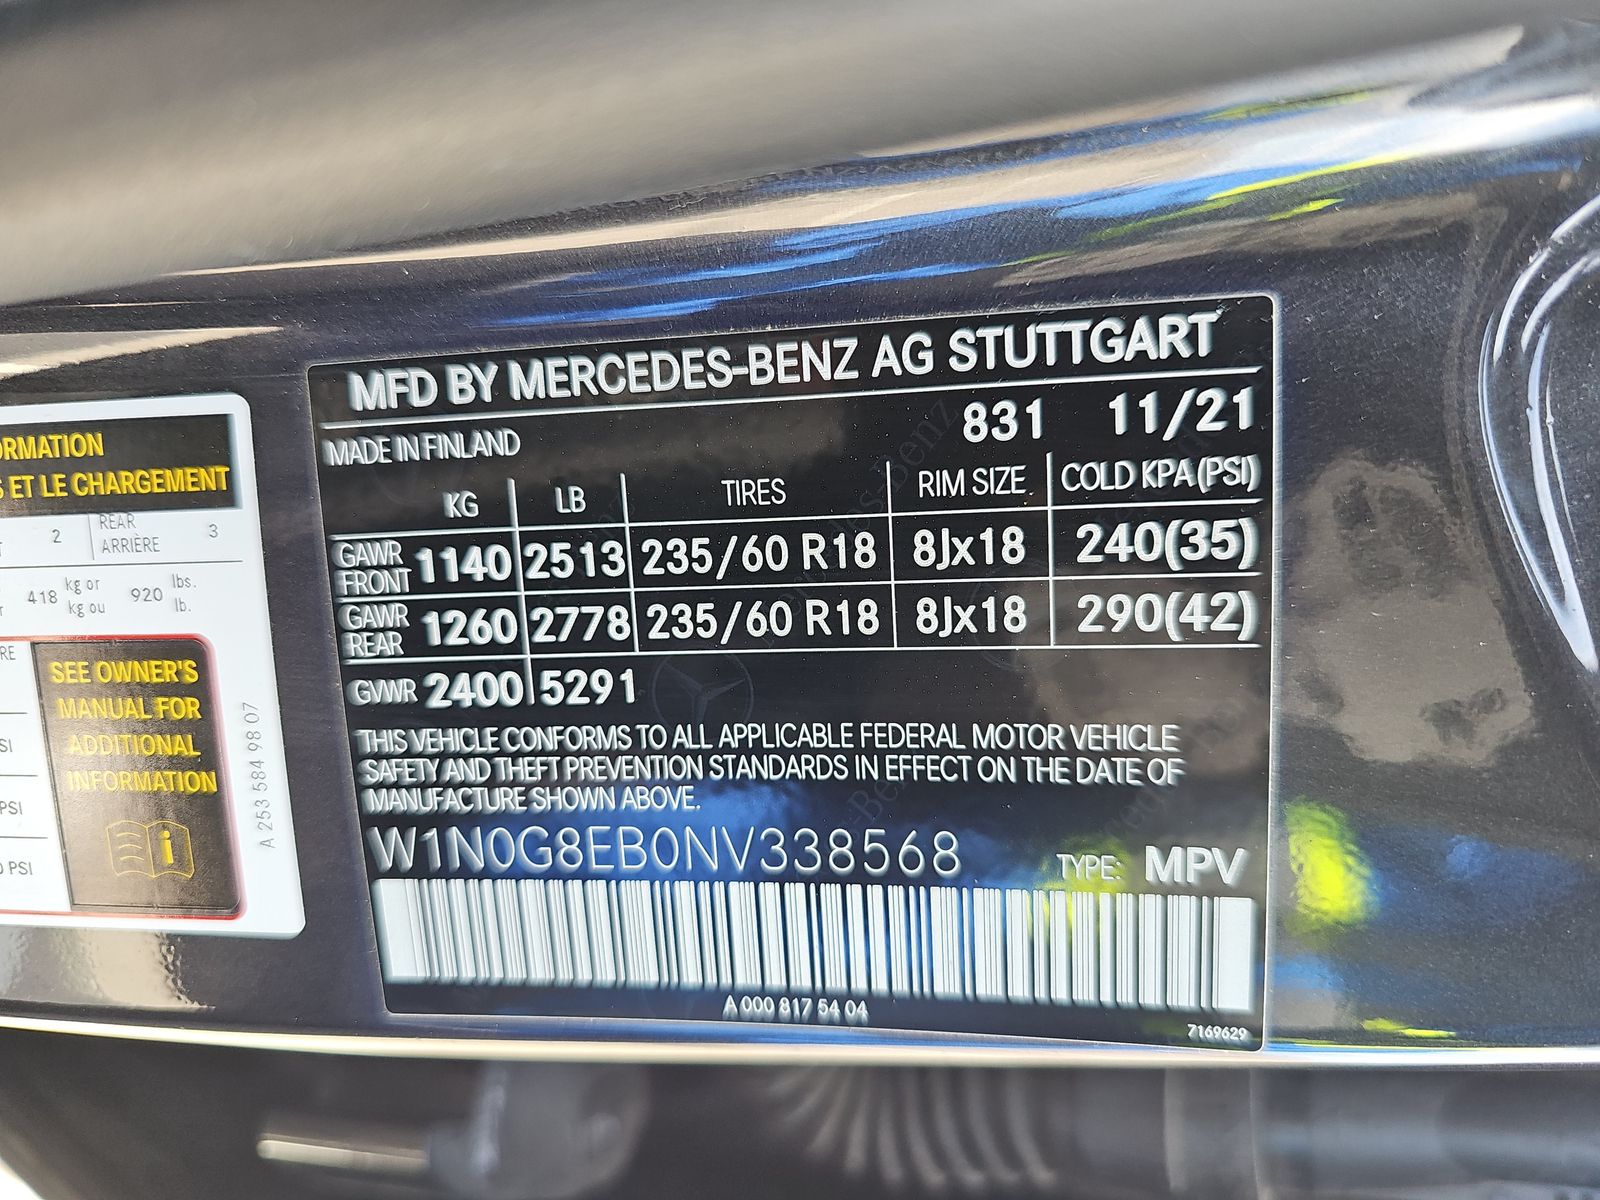 MFD BY MERCEDES-BENZ AG STUTTGART
MADE IN FINLAND 831 11/21
KG LB TIRES RIM SIZE COLD KPA(PSI)
GAWR FRONT 1140 2513 235/60 R18 8Jx18 240(35)
GAWR REAR 1260 2778 235/60 R18 8Jx18 290(42)
GVWR 2400 5291
THIS VEHICLE CONFORMS TO ALL APPLICABLE FEDERAL MOTOR VEHICLE
SAFETY AND THEFT PREVENTION STANDARDS IN EFFECT ON THE DATE OF
MANUFACTURE SHOWN ABOVE.
W1N0G8EB0NV338568 TYPE: MPV
A 000 817 54 04
7169629
ET LE CHARGEMENT
2 REAR ARRIÈRE 3
418 kg or kg ou 920 lbs. lb.
SEE OWNER'S
MANUAL FOR
ADDITIONAL
INFORMATION
PSI
PSI
A 253 584 98 07